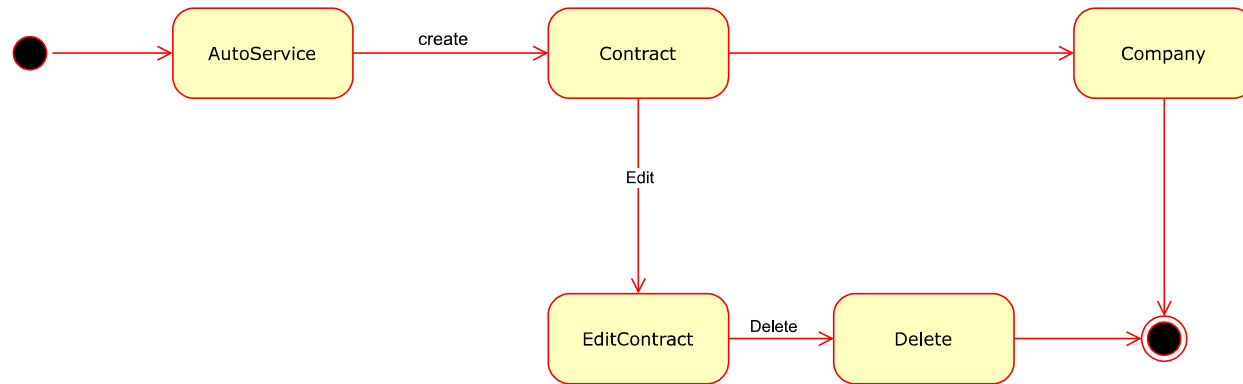 AutoService
create
Contract
Company
Edit
EditContract
Delete
Delete